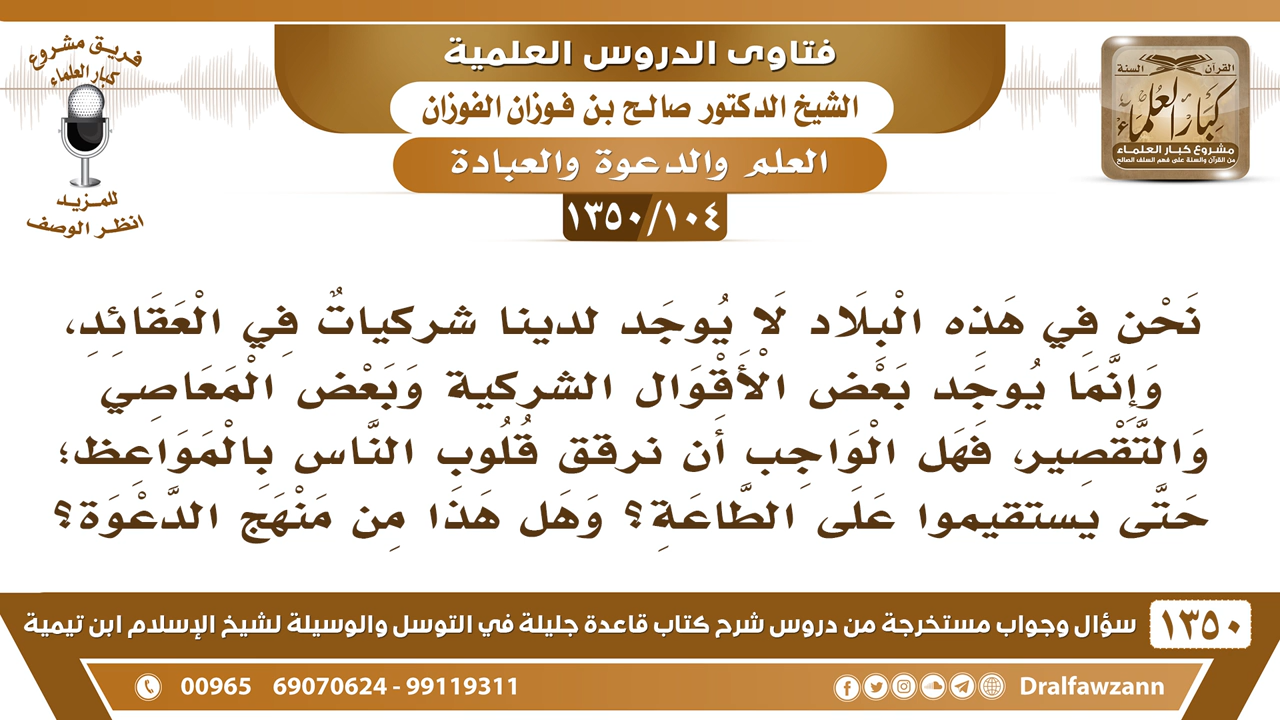 فتاوى الدروس العلمية
الشيخ الدكتور صالح بن فوزان الفوزان
العلم والدعوة والعبادة
١٣٥٠/١٠٤
القرآن السنة
كبار العلماء
مشروع كبار العلماء
من القرآن والسنة على فهم السلف الصالح
فريق مشروع
كبار العلماء
للمزيد
انظر الوصف
نَحْن فِي هَذِه الْبِلَاد لَا يُوجَد لدينا شركياتٌ فِي الْعَقَائِدِ،
وَإِنَّمَا يُوجَد بَعْض الْأَقْوَال الشركية وَبَعْض الْمَعَاصِي
وَالتَّقْصِير، فَهَل الْوَاجِب أَن نرقق قُلُوب النَّاس بِالْمَوَاعظ؛
حَتَّى يستقيموا عَلَى الطَّاعَةِ؟ وَهَل هَذَا مِن مَنْهَج الدَّعْوَة؟
١٣٥٠ سؤال وجواب مستخرجة من دروس شرح كتاب قاعدة جليلة في التوسل والوسيلة لشيخ الإسلام ابن تيمية
00965 69070624 - 99119311
Dralfawzann